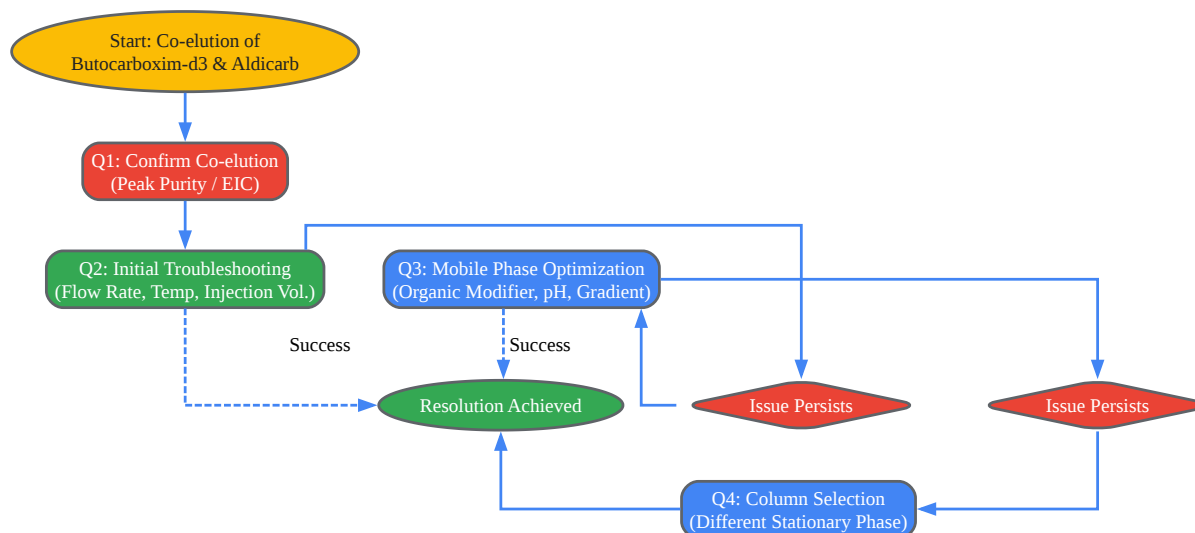 Start: Co-elution of
Butocarboxim-d3 & Aldicarb
Q1: Confirm Co-elution
(Peak Purity / EIC)
Q2: Initial Troubleshooting
(Flow Rate, Temp, Injection Vol.)
Q3: Mobile Phase Optimization
(Organic Modifier, pH, Gradient)
Success
Success
Resolution Achieved
Issue Persists
Issue Persists
Q4: Column Selection
(Different Stationary Phase)